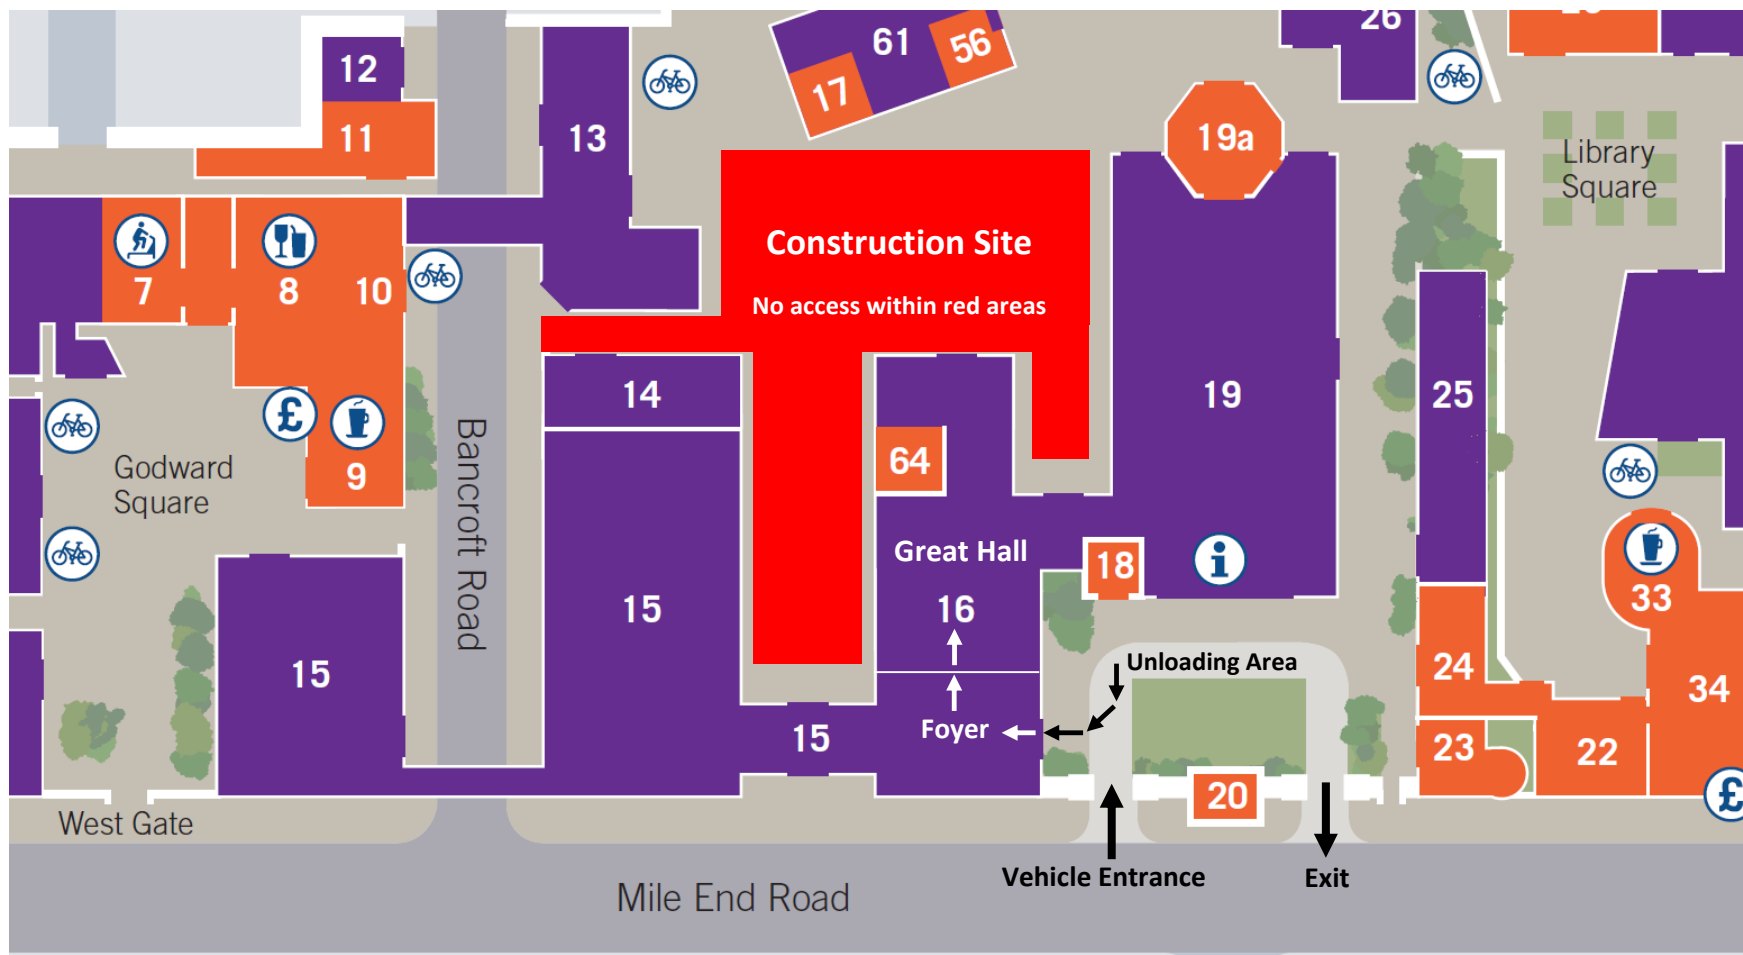 26
61
56
12
17
11
13
19a
Library
Square
Construction Site
7
8
10
No access within red areas
14
19
25
£
Bancroft Road
Godward
Square
9
64
Great Hall
18
i
33
15
16
15
Unloading Area
24
34
Foyer
15
23
22
20
£
West Gate
Vehicle Entrance
Exit
Mile End Road